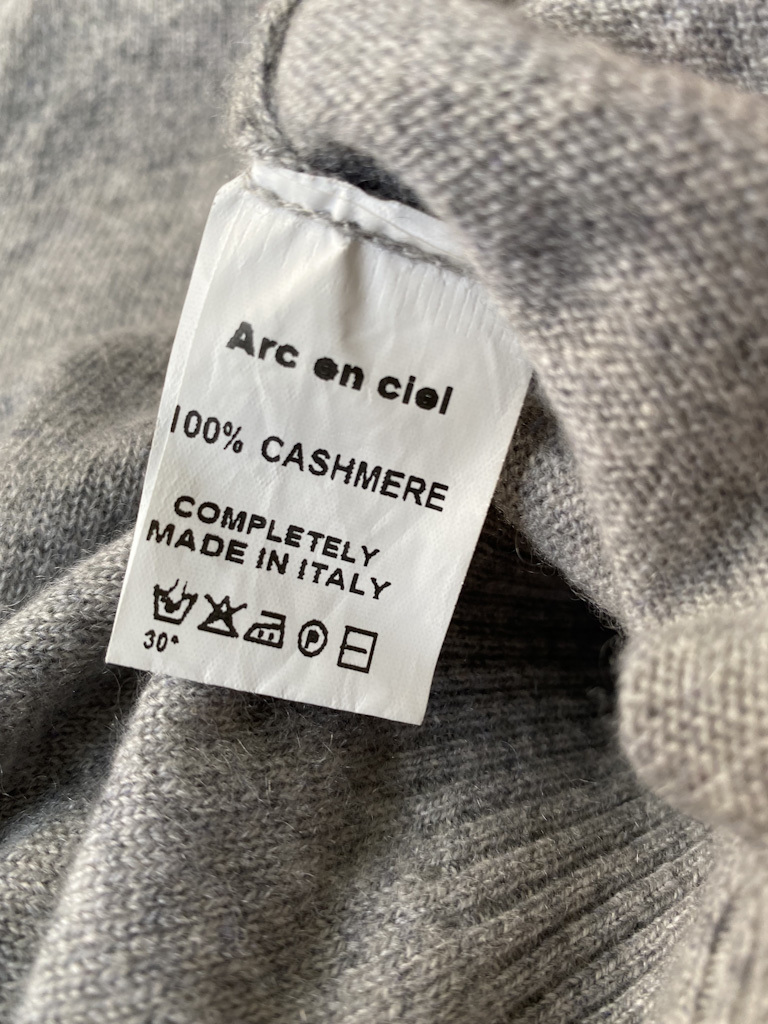 Arc en ciel
100% CASHMERE
COMPLETELY
MADE IN ITALY
P
30°